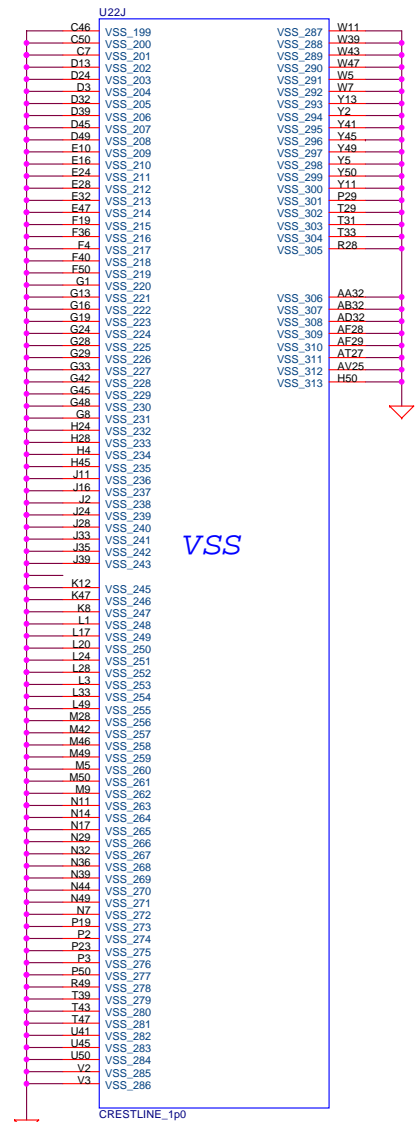 U22J
C46 VSS_199
C50 VSS_200
C7 VSS_201
D13 VSS_202
D24 VSS_203
D3 VSS_204
D32 VSS_205
D39 VSS_206
D45 VSS_207
D49 VSS_208
E10 VSS_209
E16 VSS_210
E24 VSS_211
E28 VSS_212
E32 VSS_213
E47 VSS_214
F19 VSS_215
F36 VSS_216
F4 VSS_217
F40 VSS_218
F50 VSS_219
G1 VSS_220
G13 VSS_221
G16 VSS_222
G19 VSS_223
G24 VSS_224
G28 VSS_225
G29 VSS_226
G33 VSS_227
G42 VSS_228
G45 VSS_229
G48 VSS_230
G8 VSS_231
H24 VSS_232
H28 VSS_233
H4 VSS_234
H45 VSS_235
J11 VSS_236
J16 VSS_237
J2 VSS_238
J24 VSS_239
J28 VSS_240
J33 VSS_241
J35 VSS_242
J39 VSS_243
K12 VSS_245
K47 VSS_246
K8 VSS_247
L1 VSS_248
L17 VSS_249
L20 VSS_250
L24 VSS_251
L28 VSS_252
L3 VSS_253
L33 VSS_254
L49 VSS_255
M28 VSS_256
M42 VSS_257
M46 VSS_258
M49 VSS_259
M5 VSS_260
M50 VSS_261
M9 VSS_262
N11 VSS_263
N14 VSS_264
N17 VSS_265
N29 VSS_266
N32 VSS_267
N36 VSS_268
N39 VSS_269
N44 VSS_270
N49 VSS_271
N7 VSS_272
P19 VSS_273
P2 VSS_274
P23 VSS_275
P3 VSS_276
P50 VSS_277
R49 VSS_278
T39 VSS_279
T43 VSS_280
T47 VSS_281
U41 VSS_282
U45 VSS_283
U50 VSS_284
V2 VSS_285
V3 VSS_286
VSS
VSS_287 W11
VSS_288 W39
VSS_289 W43
VSS_290 W47
VSS_291 W5
VSS_292 W7
VSS_293 Y13
VSS_294 Y2
VSS_295 Y41
VSS_296 Y45
VSS_297 Y49
VSS_298 Y5
VSS_299 Y50
VSS_300 Y11
VSS_301 P29
VSS_302 T29
VSS_303 T31
VSS_304 T33
VSS_305 R28
VSS_306 AA32
VSS_307 AB32
VSS_308 AD32
VSS_309 AF28
VSS_310 AF29
VSS_311 AT27
VSS_312 AV25
VSS_313 H50
CRESTLINE_1p0